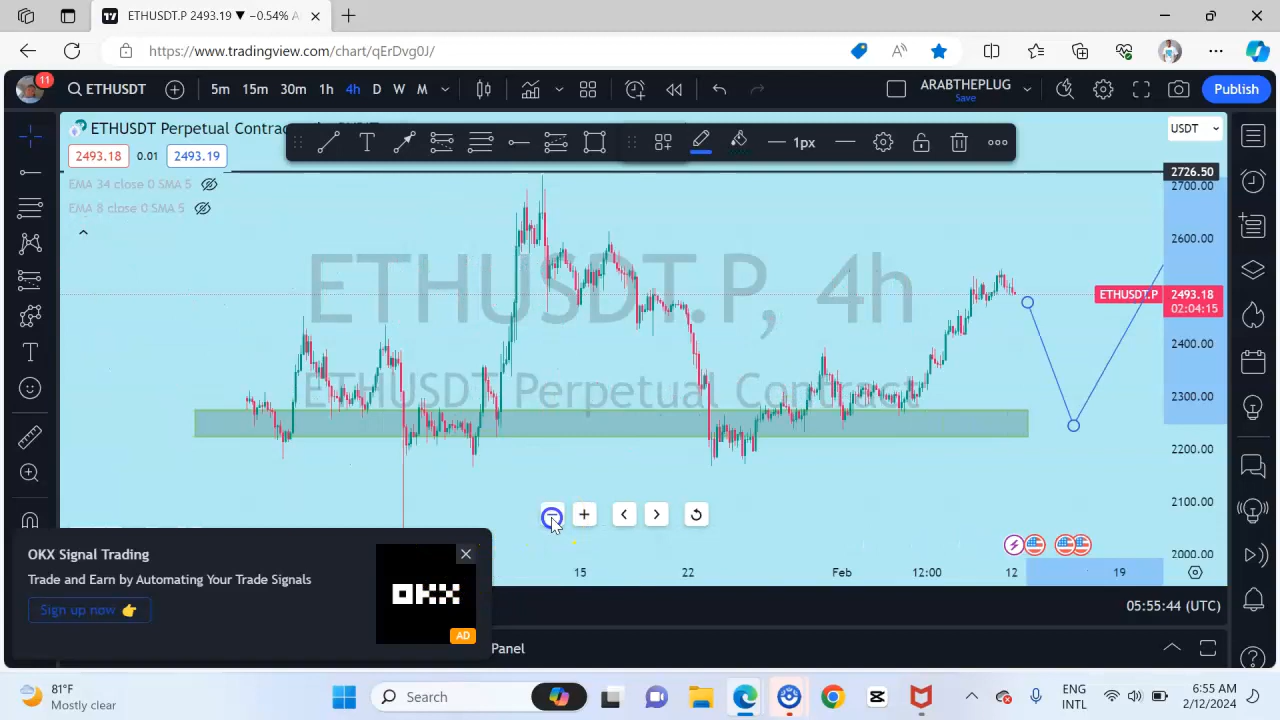 ETHUSDT.P 2493.19 ▼ −0.54% A
https://www.tradingview.com/chart/qErDvg0J/
11
ETHUSDT
5m 15m 30m 1h 4h D W M
ARABTHEPLUG
Save
Publish
ETHUSDT Perpetual Contrac
1px
USDT
2493.18 0.01 2493.19
EMA 34 close 0 SMA 5
EMA 8 close 0 SMA 5
2726.50
2700.00
2600.00
ETHUSDT.P, 4h
ETHUSDT Perpetual Contract
ETHUSDT.P 2493.18
02:04:15
2400.00
2300.00
2200.00
2100.00
2000.00
15 22 Feb 12:00 12 19
OKX Signal Trading
Trade and Earn by Automating Your Trade Signals
Sign up now 👉
OKX
AD
05:55:44 (UTC)
Panel
81°F
Mostly clear
Search
ENG
INTL
6:55 AM
2/12/2024